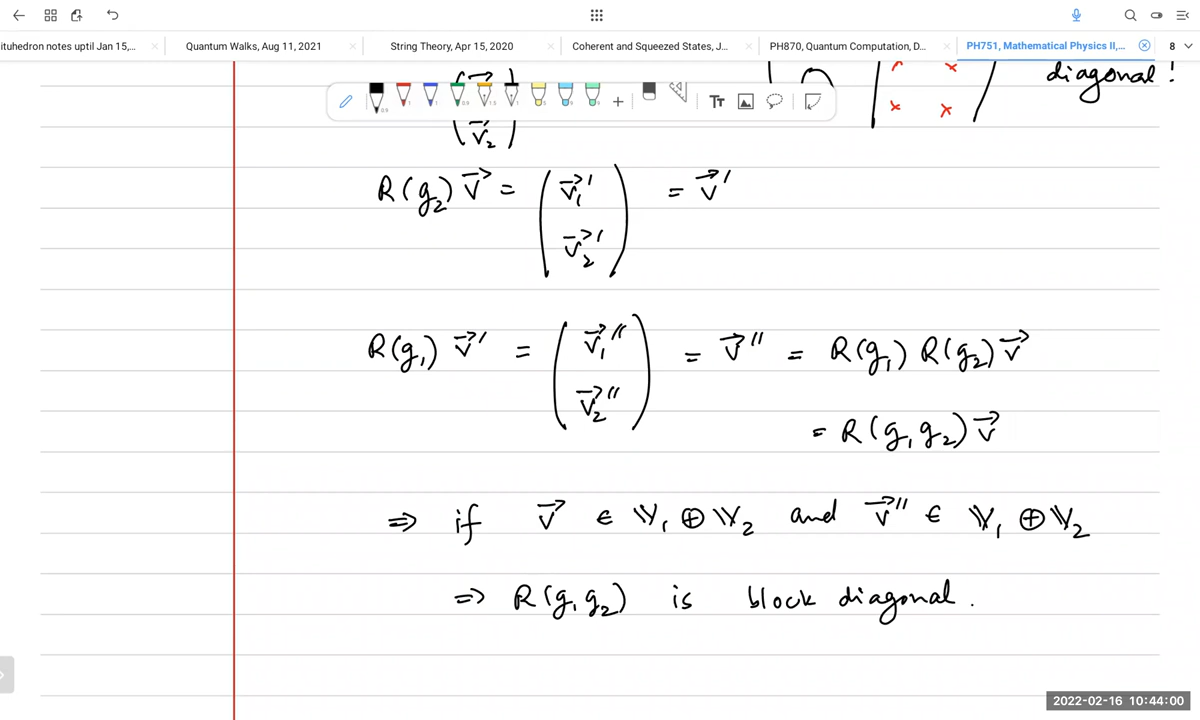 ituhedron notes uptil Jan 15,... Quantum Walks, Aug 11, 2021 String Theory, Apr 15, 2020 Coherent and Squeezed States, J... PH870, Quantum Computation, D... PH751, Mathematical Physics II,... 8
diagonal !
(v⃗₂)
R(g₂) v⃗ = (v⃗₁′ v⃗₂′) = v⃗′
R(g₁) v⃗′ = (v⃗₁″ v⃗₂″) = v⃗″ = R(g₁) R(g₂) v⃗
= R(g₁g₂) v⃗
⇒ if v⃗ ∈ 𝕍₁ ⊕ 𝕍₂ and v⃗″ ∈ 𝕍₁ ⊕ 𝕍₂
⇒ R(g₁g₂) is block diagonal.
2022-02-16 10:44:00